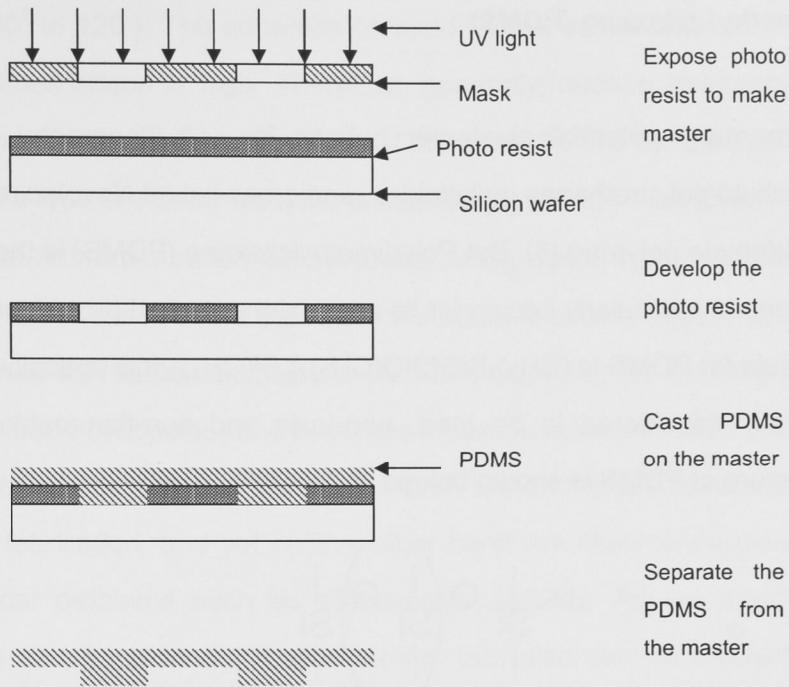 UV light
Expose photo
resist to make
master
Mask
Photo resist
Silicon wafer
Develop the
photo resist
Cast PDMS
on the master
PDMS
Separate the
PDMS from
the master